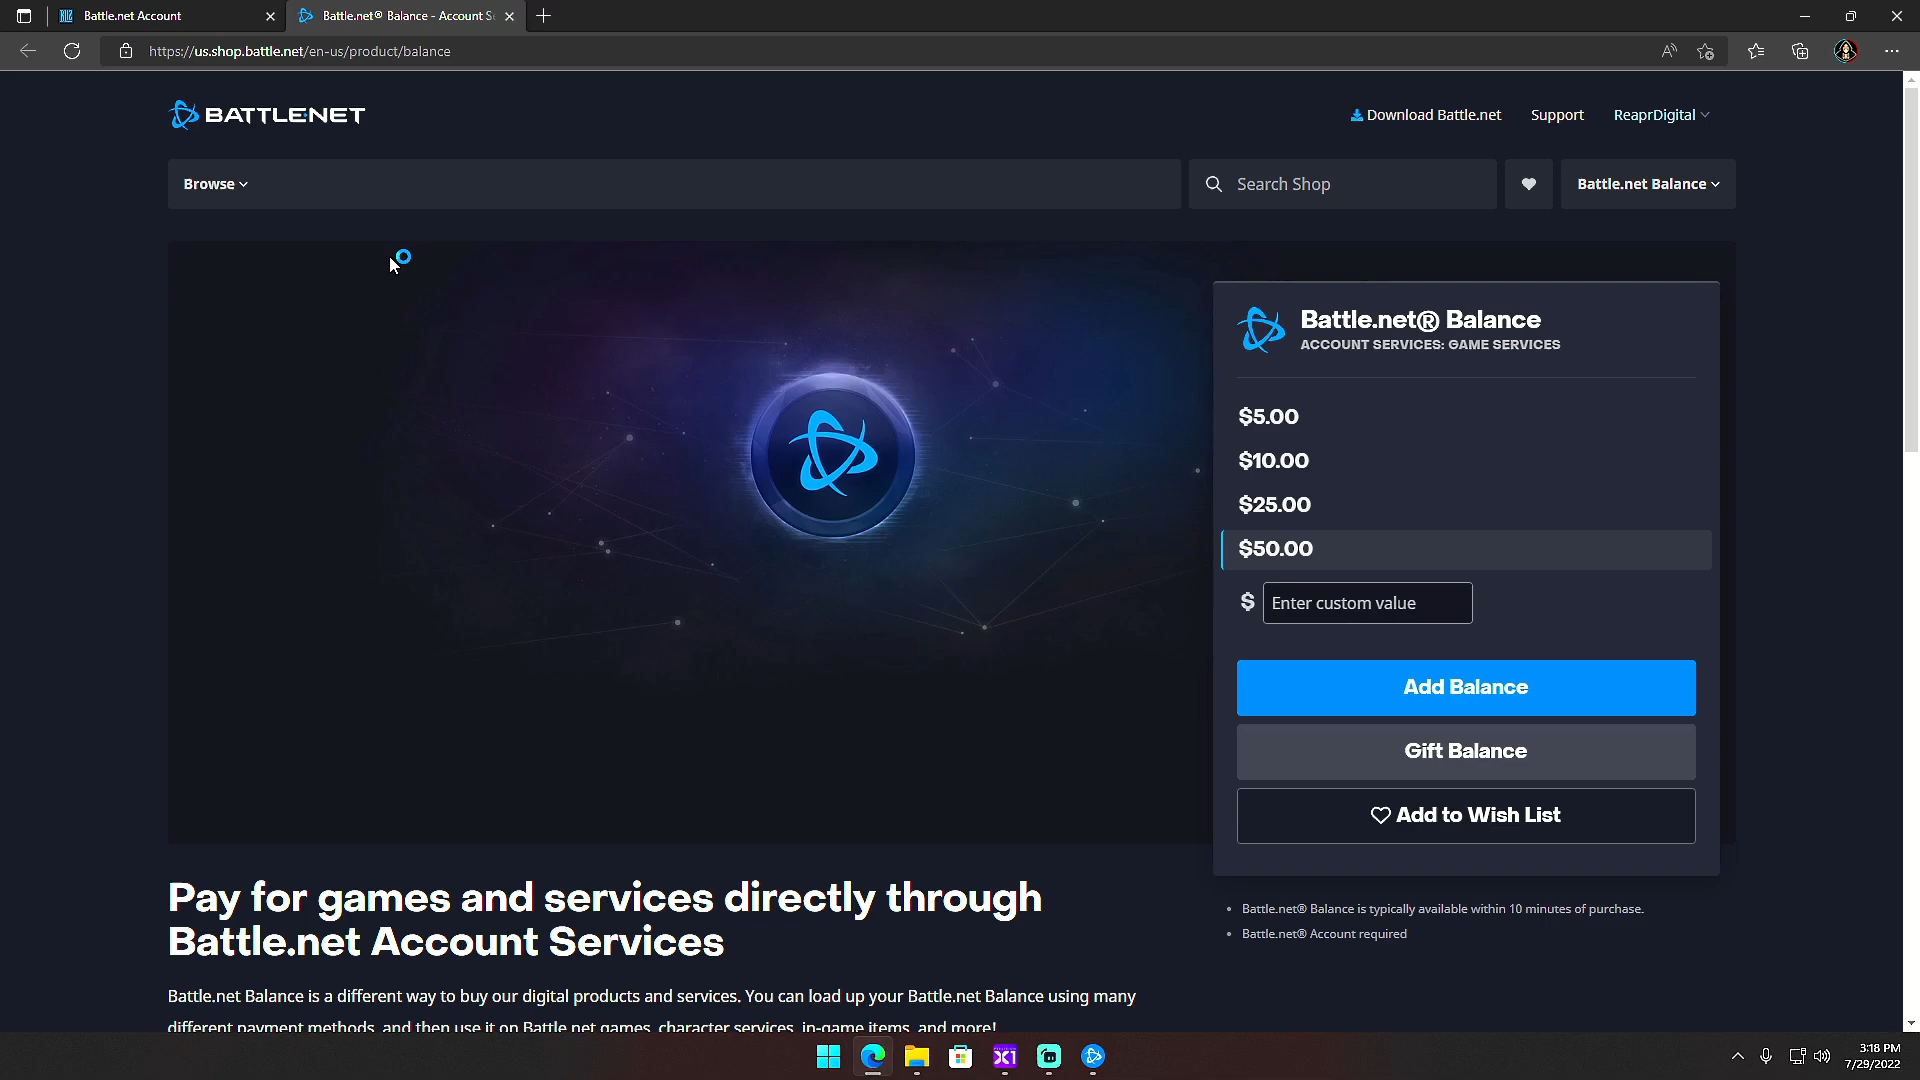 Battle.net Account
Battle.net® Balance - Account S
https://us.shop.battle.net/en-us/product/balance
BATTLE.NET
Download Battle.net
Support
ReaprDigital
Browse
Search Shop
Battle.net Balance
Battle.net® Balance
ACCOUNT SERVICES: GAME SERVICES
$5.00
$10.00
$25.00
$50.00
$ Enter custom value
Add Balance
Gift Balance
Add to Wish List
Pay for games and services directly through
Battle.net Account Services
• Battle.net® Balance is typically available within 10 minutes of purchase.
• Battle.net® Account required
Battle.net Balance is a different way to buy our digital products and services. You can load up your Battle.net Balance using many
different payment methods, and then use it on Battle.net games, character services, in-game items, and more!
X1
3:18 PM
7/29/2022